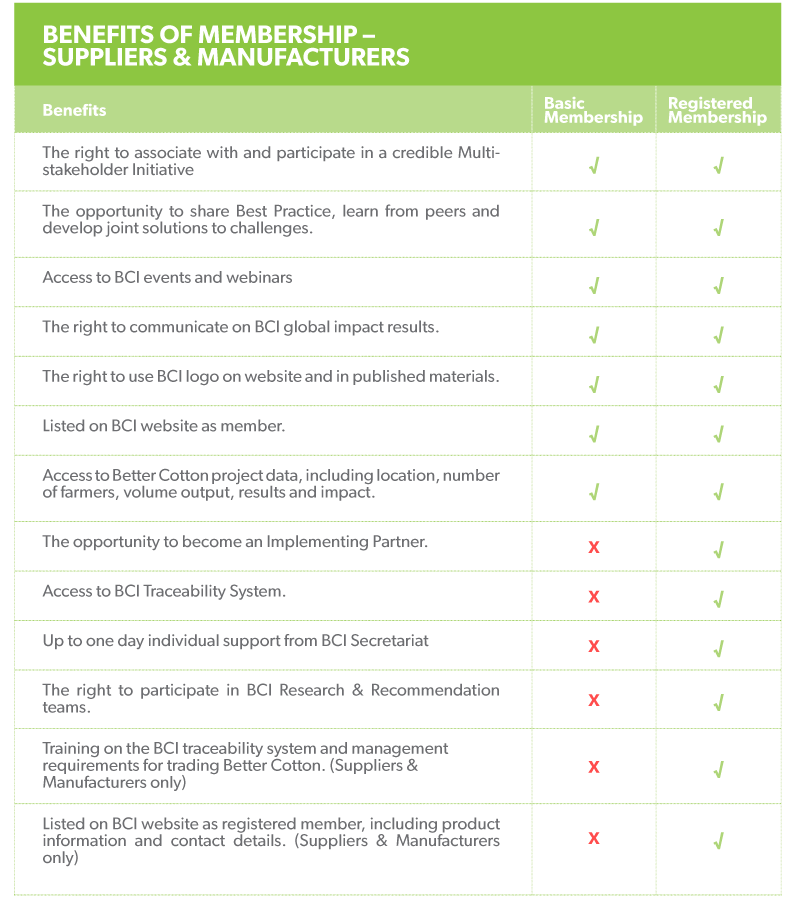 BENEFITS OF MEMBERSHIP –
SUPPLIERS & MANUFACTURERS
Benefits
Basic
Membership
Registered
Membership
The right to associate with and participate in a credible Multi-
stakeholder Initiative
√ √
The opportunity to share Best Practice, learn from peers and
develop joint solutions to challenges.
√ √
Access to BCI events and webinars
√ √
The right to communicate on BCI global impact results.
√ √
The right to use BCI logo on website and in published materials.
√ √
Listed on BCI website as member.
√ √
Access to Better Cotton project data, including location, number
of farmers, volume output, results and impact.
√ √
The opportunity to become an Implementing Partner.
X √
Access to BCI Traceability System.
X √
Up to one day individual support from BCI Secretariat
X √
The right to participate in BCI Research & Recommendation
teams.
X √
Training on the BCI traceability system and management
requirements for trading Better Cotton. (Suppliers &
Manufacturers only)
X √
Listed on BCI website as registered member, including product
information and contact details. (Suppliers & Manufacturers
only)
X √